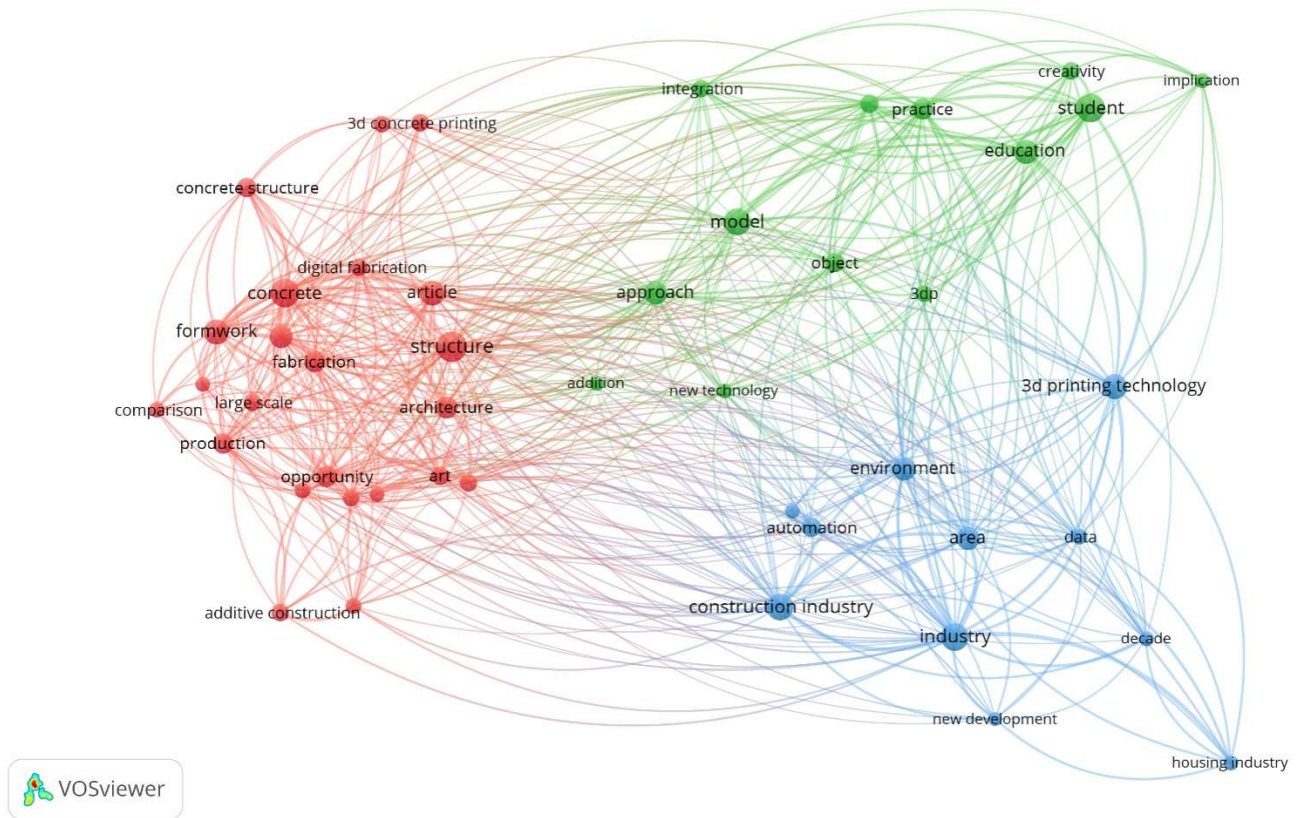 creativity
implication
integration
student
practice
3d concrete printing
education
concrete structure
model
object
digital fabrication
concrete
article
approach
3dp
formwork
structure
fabrication
addition
new technology
3d printing technology
comparison
large scale
architecture
production
environment
opportunity
art
automation
area
data
construction industry
additive construction
industry
decade
new development
housing industry
VOSviewer